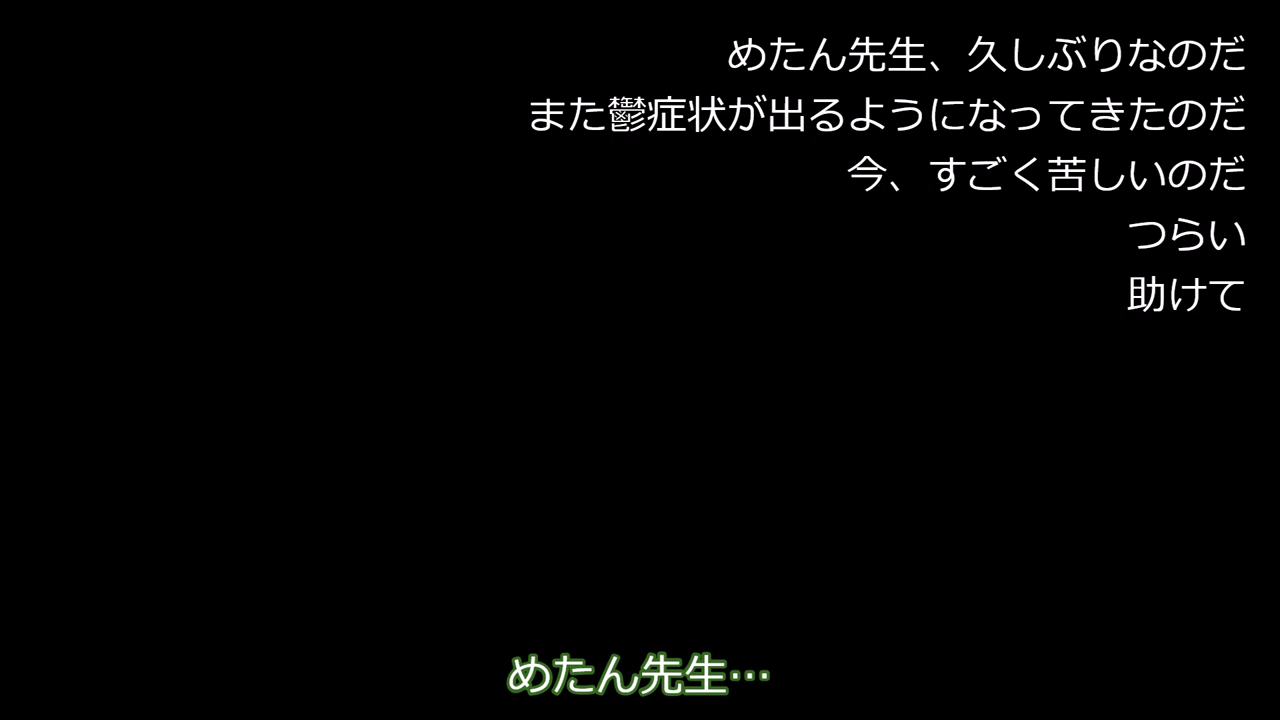 めたん先生、久しぶりなのだ
また鬱症状が出るようになってきたのだ
今、すごく苦しいのだ
つらい
助けて
めたん先生…